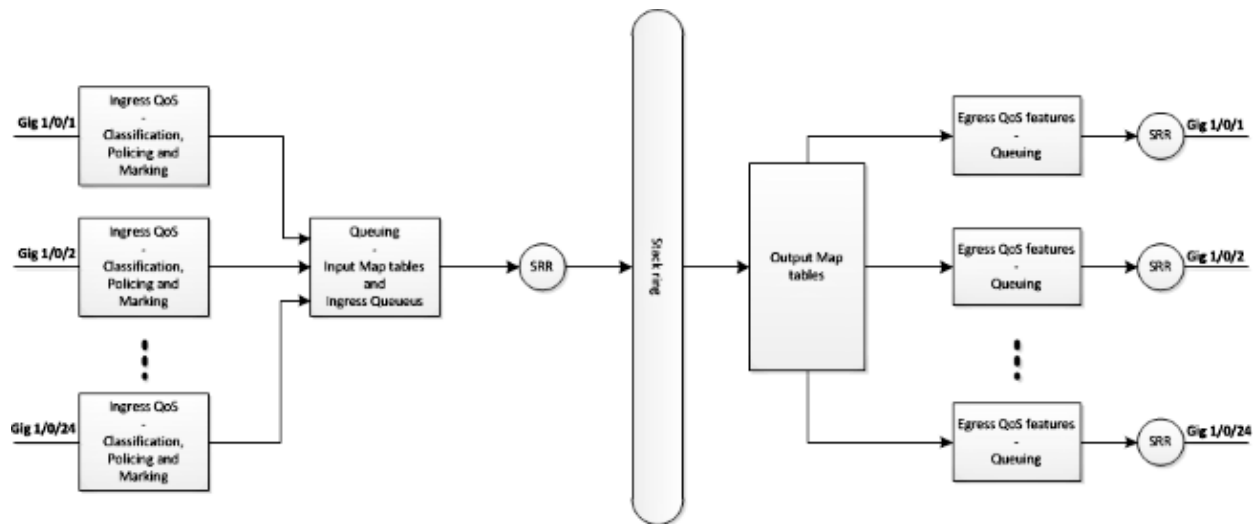 Gig 1/0/1
Ingress QoS
-
Classification,
Policing and
Marking
Gig 1/0/2
Ingress QoS
-
Classification,
Policing and
Marking
Gig 1/0/24
Ingress QoS
-
Classification,
Policing and
Marking
Queuing
-
Input Map tables
and
Ingress Queueus
SRR
Stack ring
Output Map
tables
Egress QoS features
-
Queuing
SRR
Gig 1/0/1
Egress QoS features
-
Queuing
SRR
Gig 1/0/2
Egress QoS features
-
Queuing
SRR
Gig 1/0/24